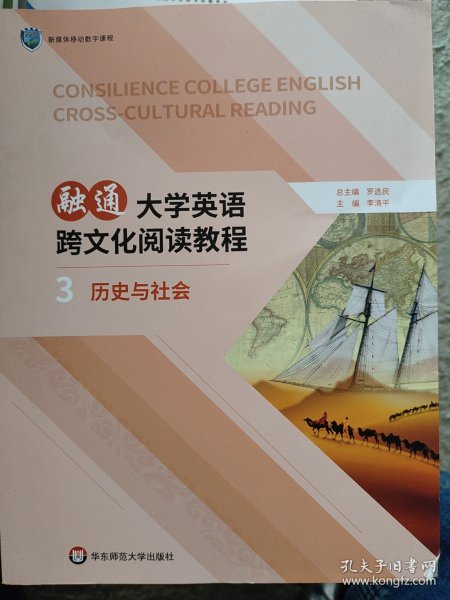 新媒体移动数字课程
CONSILIENCE COLLEGE ENGLISH
CROSS-CULTURAL READING
总主编 罗选民
主编 李清平
融通 大学英语
跨文化阅读教程
3 历史与社会
华东师范大学出版社
孔夫子旧书网
www.kongfz.com